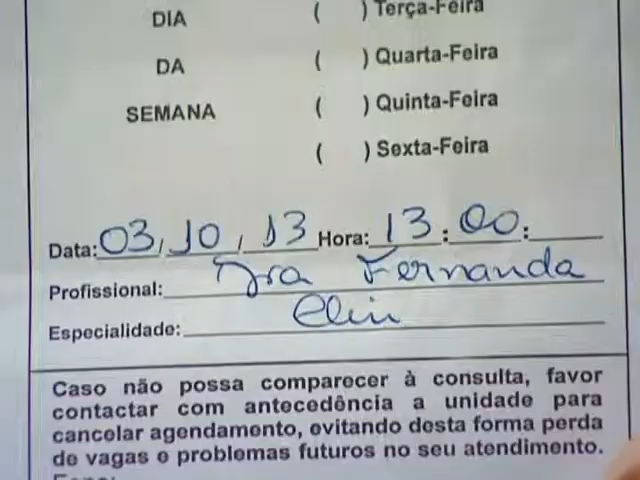 DIA ( ) Terça-Feira
DA ( ) Quarta-Feira
SEMANA ( ) Quinta-Feira
( ) Sexta-Feira
Data: 03, 10, 13 Hora: 13:00:
Profissional: Dra Fernanda
Especialidade: Clin
Caso não possa comparecer à consulta, favor
contactar com antecedência a unidade para
cancelar agendamento, evitando desta forma perda
de vagas e problemas futuros no seu atendimento.